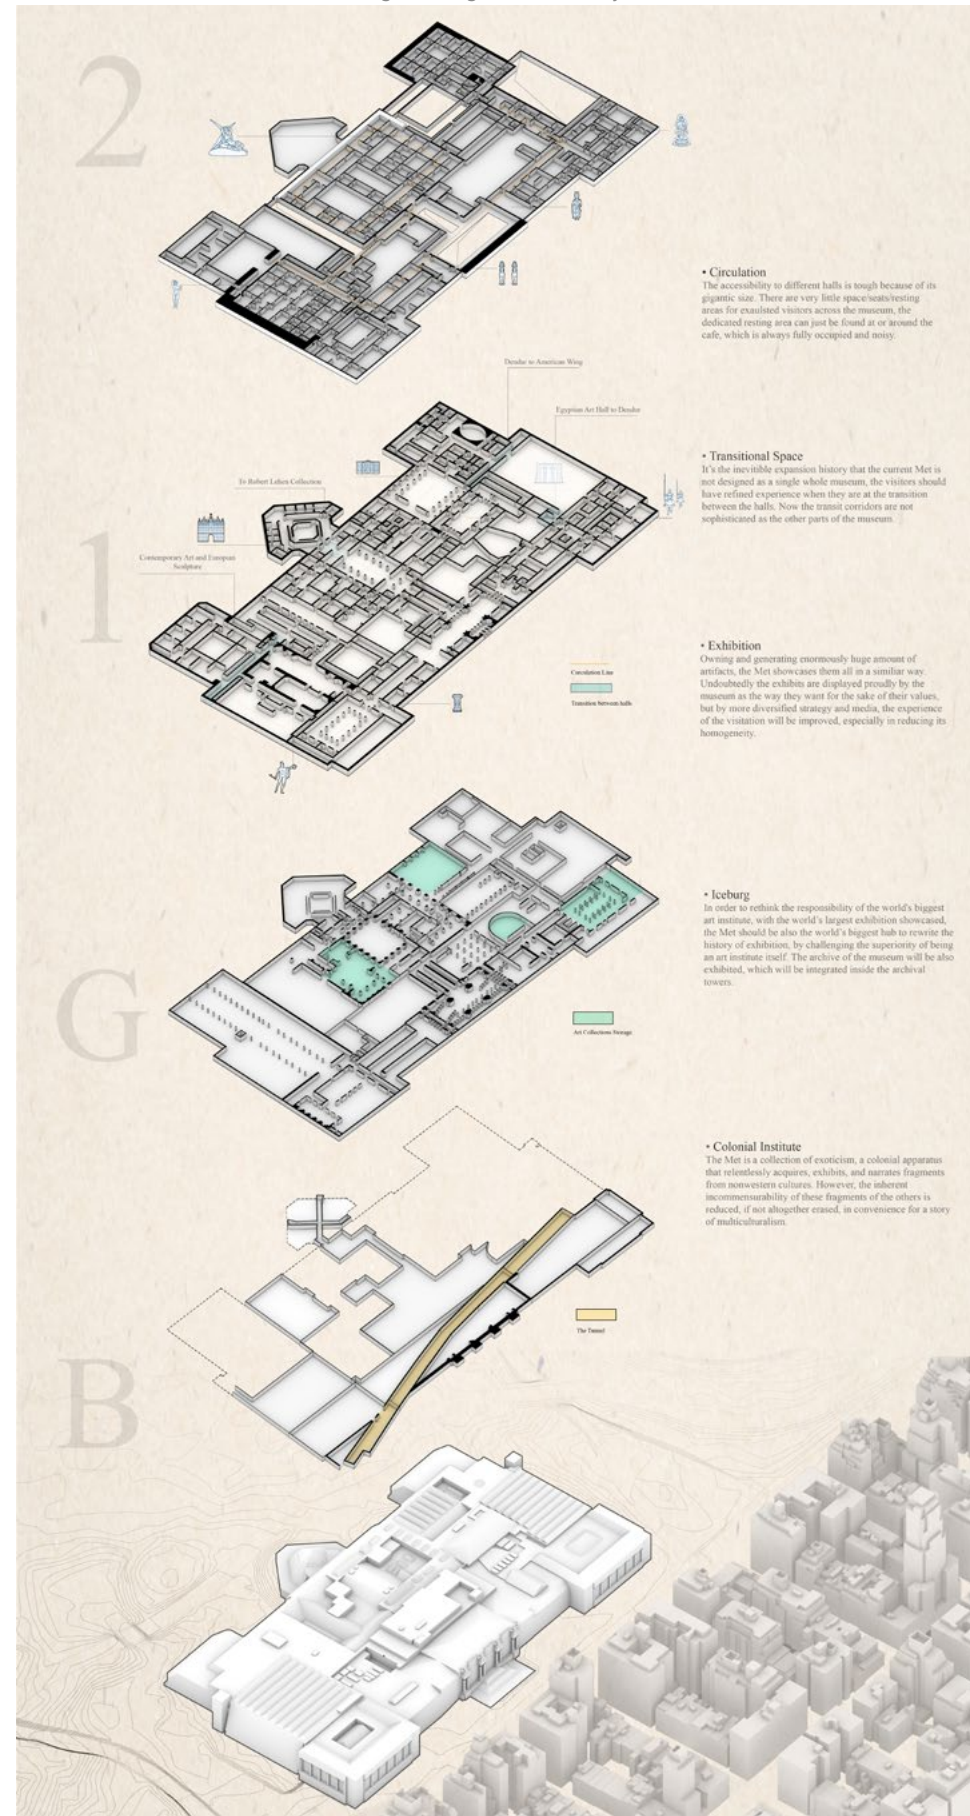 2
• Circulation
The accessibility to different halls is tough because of its
gigantic size. There are very little space/seats/resting
areas for exaulsted visitors across the museum, the
dedicated resting area can just be found at or around the
cafe, which is always fully occupied and noisy.
Dendur to American Wing
Egyptian Art Hall to Dendur
• Transitional Space
It's the inevitible expansion history that the current Met is
not designed as a single whole museum, the visitors should
have refined experience when they are at the transition
between the halls. Now the transit corridors are not
sophisticated as the other parts of the museum.
To Robert Lehen Collection
1
Contemporary Art and European
Sculpture
• Exhibition
Owning and generating enormously huge amount of
artifacts, the Met showcases them all in a similiar way.
Undoubtedly the exhibits are displayed proudly by the
museum as the way they want for the sake of their values,
but by more diversified strategy and media, the experience
of the visitation will be improved, especially in reducing its
homogeneity.
Line
Transition between halls
• Iceburg
In order to rethink the responsibility of the world's biggest
art institute, with the world's largest exhibition showcased,
the Met should be also the world's biggest hub to rewrite the
history of exhibition, by challenging the superiority of being
an art institute itself. The archive of the museum will be also
exhibited, which will be integrated inside the archival
towers.
G
Art Collections Storage
• Colonial Institute
The Met is a collection of exoticism, a colonial apparatus
that relentlessly acquires, exhibits, and narrates fragments
from nonwestern cultures. However, the inherent
incommensurability of these fragments of the others is
reduced, if not altogether erased, in convenience for a story
of multiculturalism.
The Tunnel
B